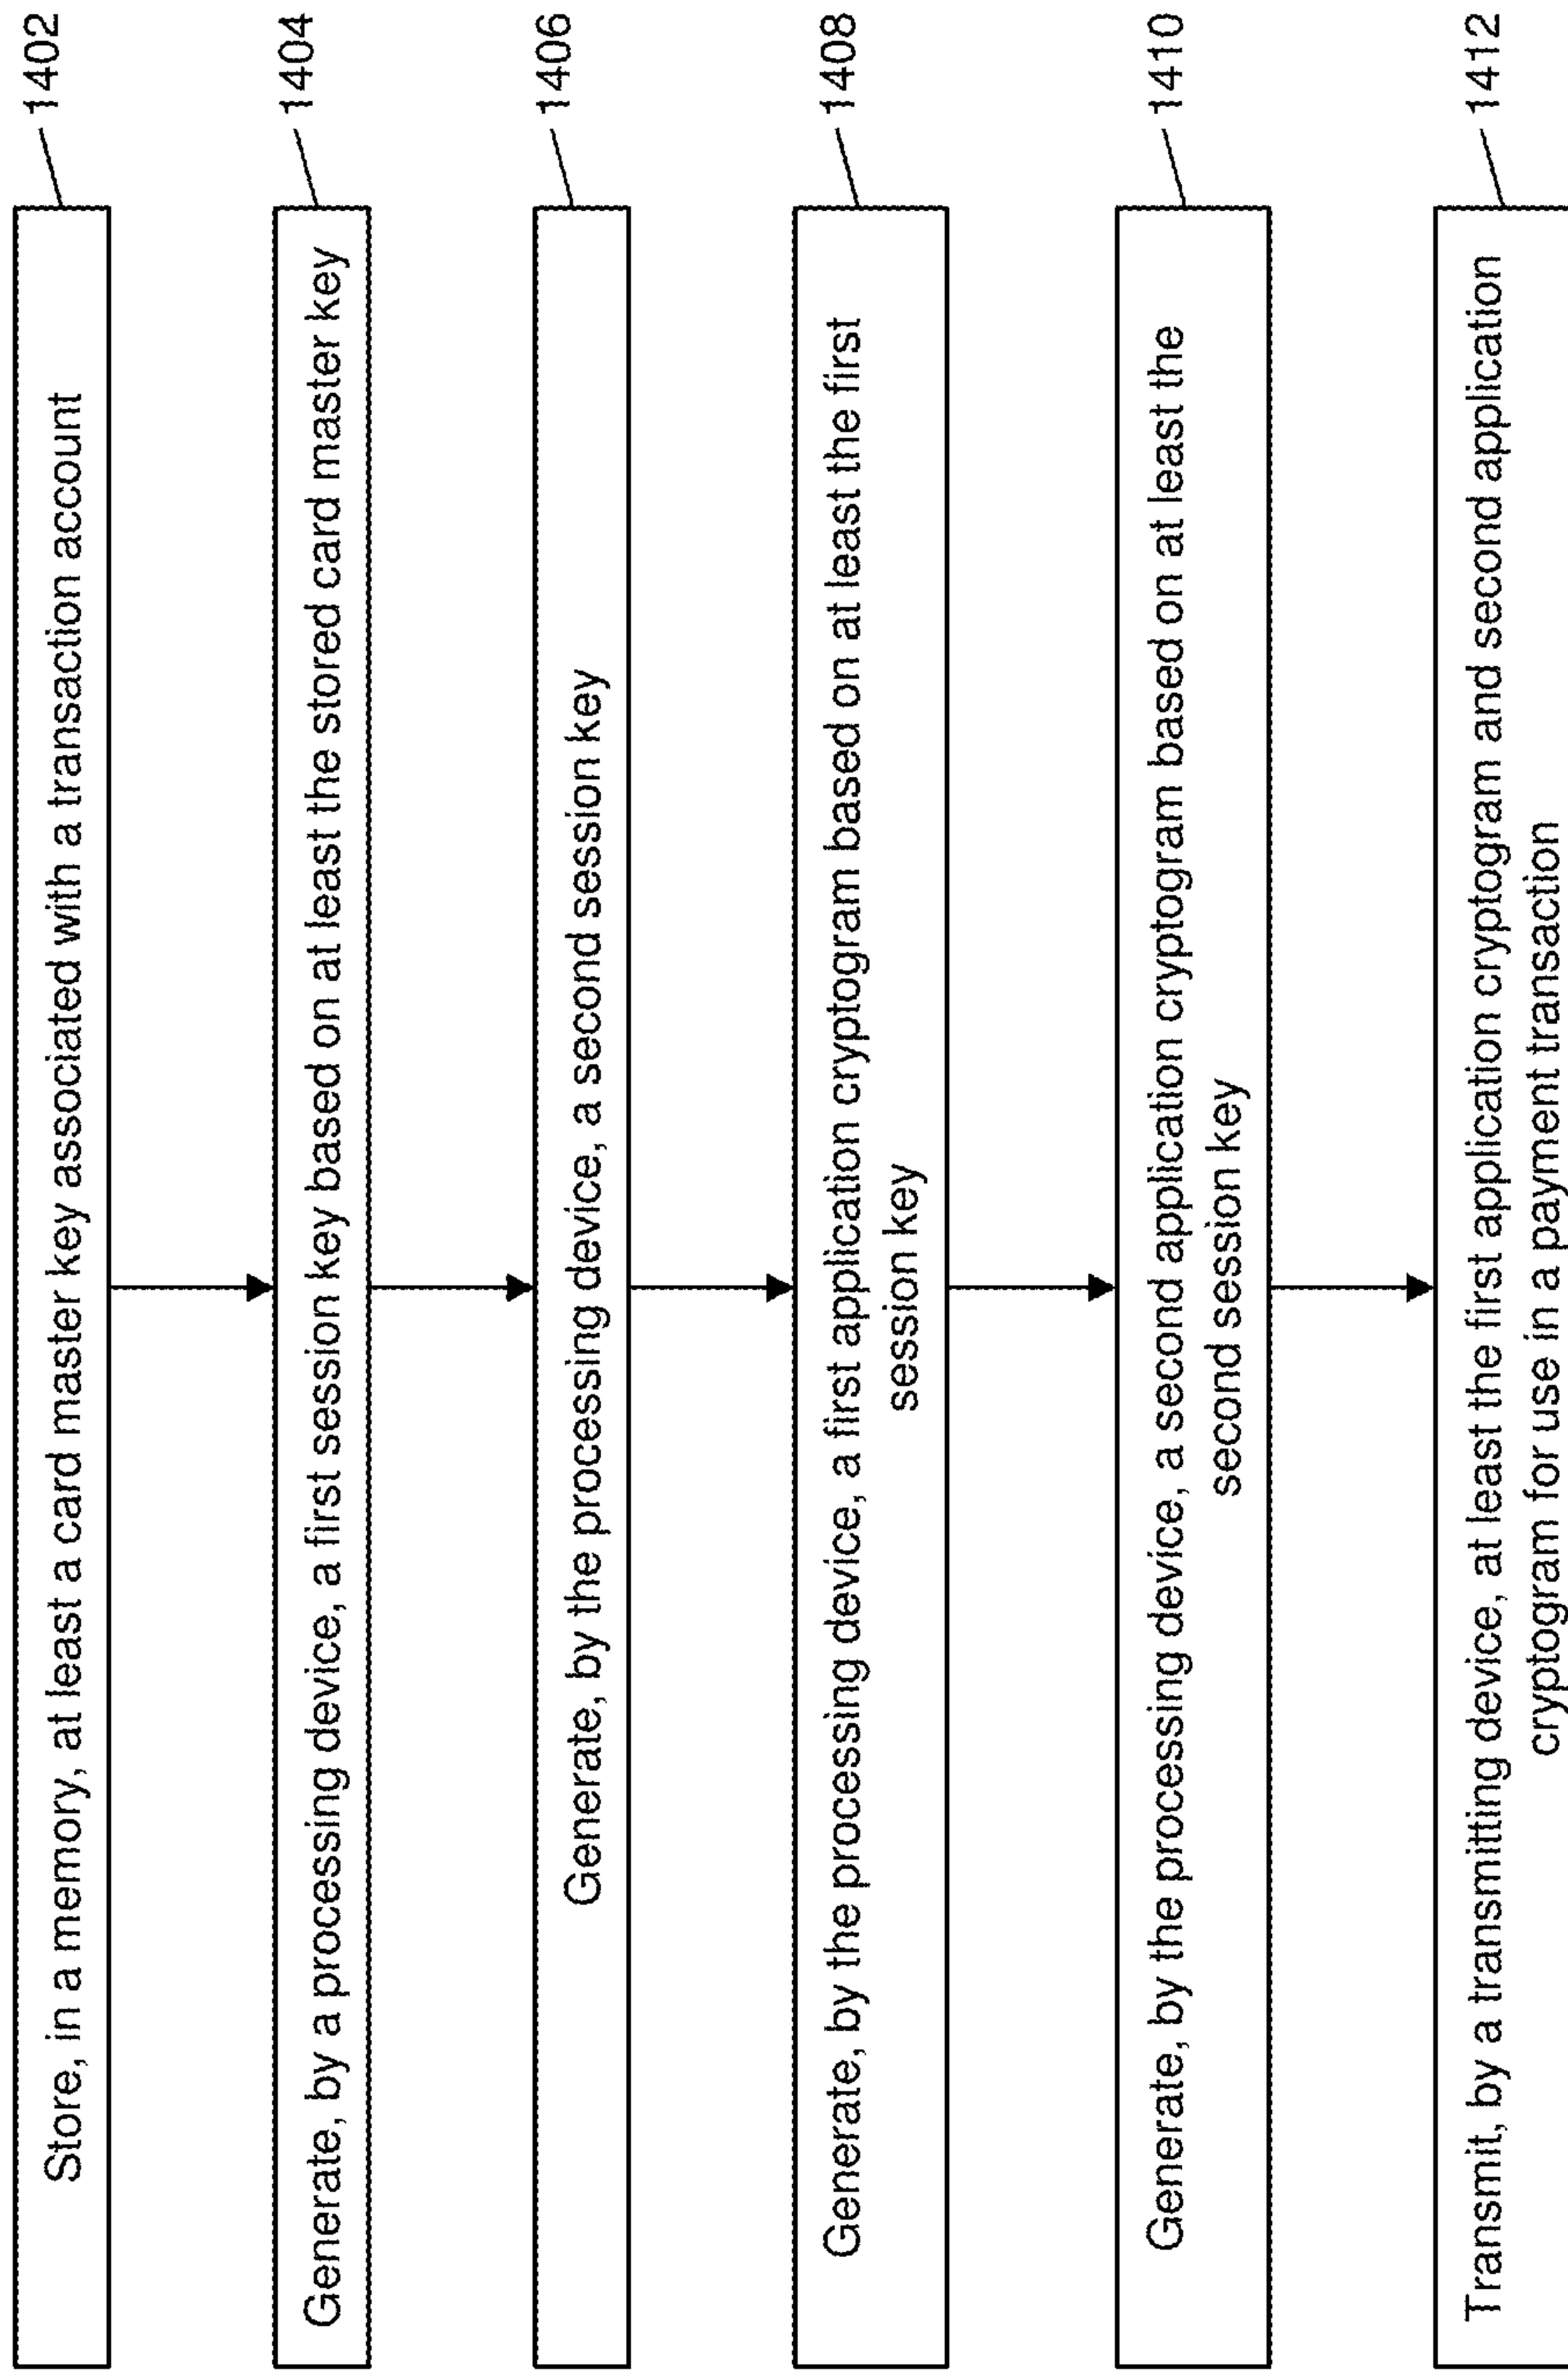 Store, in a memory, at least a card master key associated with a transaction account
1402
Generate, by a processing device, a first session key based on at least the stored card master key
1404
Generate, by the processing device, a second session key
1406
Generate, by the processing device, a first application cryptogram based on at least the first
session key
1408
Generate, by the processing device, a second application cryptogram based on at least the
second session key
1410
Transmit, by a transmitting device, at least the first application cryptogram and second application
cryptogram for use in a payment transaction
1412